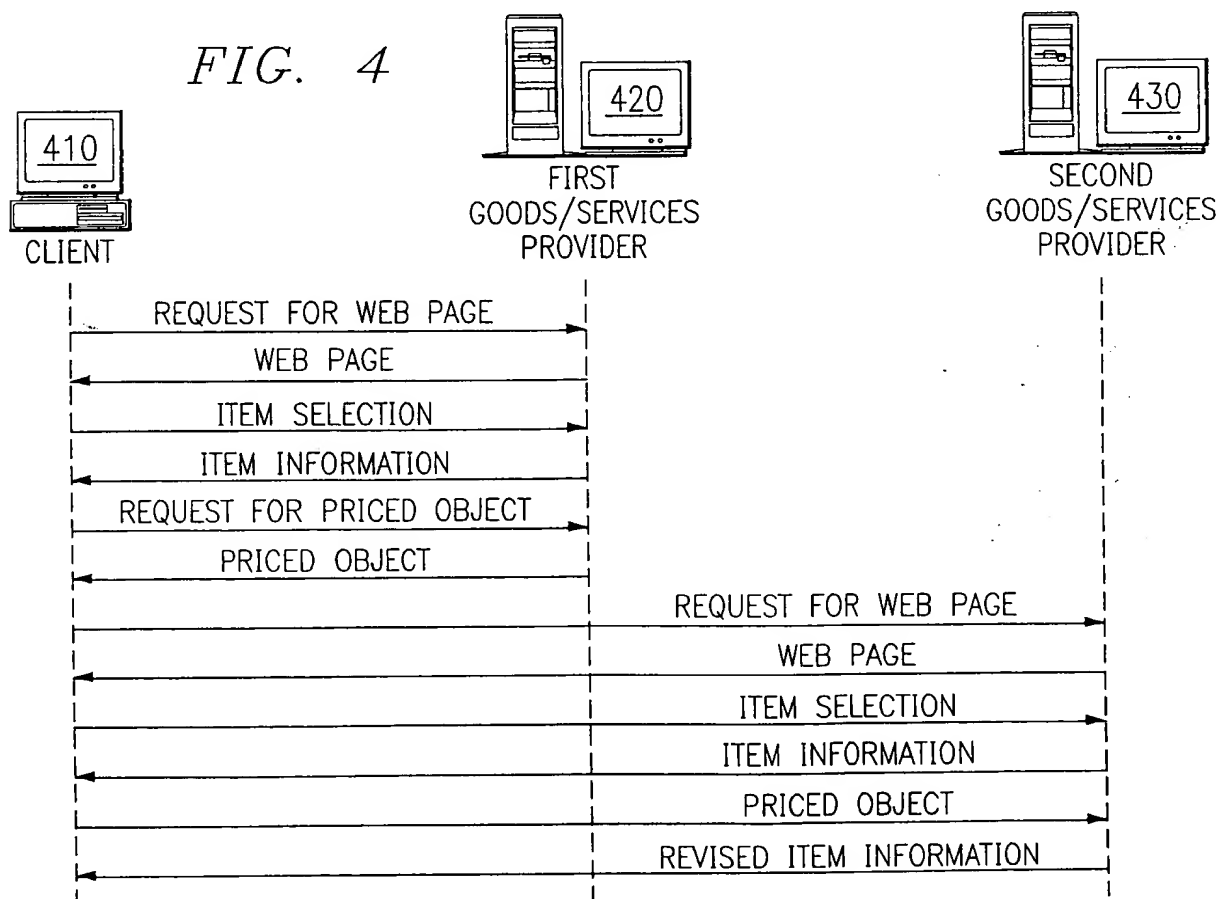 FIG. 4
410
CLIENT
420
FIRST
GOODS/SERVICES
PROVIDER
430
SECOND
GOODS/SERVICES
PROVIDER
REQUEST FOR WEB PAGE
WEB PAGE
ITEM SELECTION
ITEM INFORMATION
REQUEST FOR PRICED OBJECT
PRICED OBJECT
REQUEST FOR WEB PAGE
WEB PAGE
ITEM SELECTION
ITEM INFORMATION
PRICED OBJECT
REVISED ITEM INFORMATION